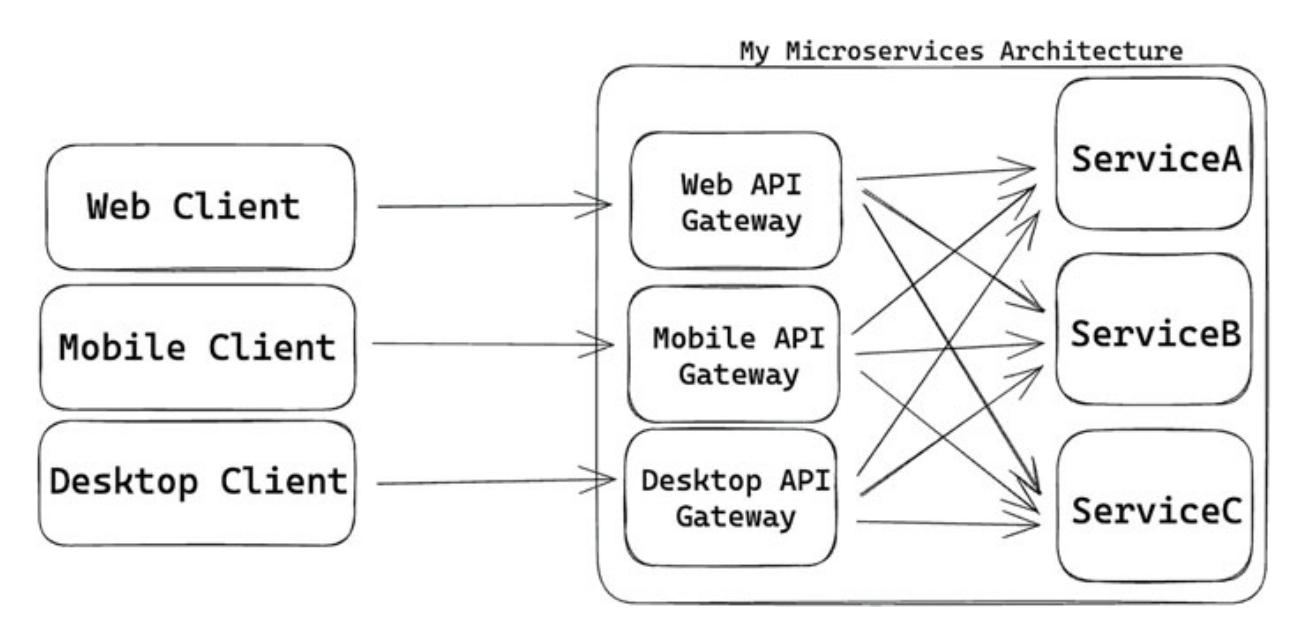 My Microservices Architecture
Web Client
Mobile Client
Desktop Client
Web API
Gateway
Mobile API
Gateway
Desktop API
Gateway
ServiceA
ServiceB
ServiceC